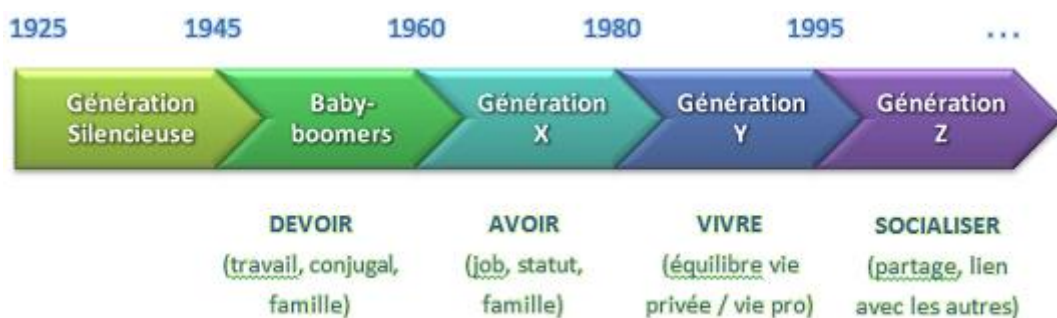 1925 1945 1960 1980 1995 ...
Génération
Silencieuse
Baby-
boomers
Génération
X
Génération
Y
Génération
Z
DEVOIR
(travail, conjugal,
famille)
AVOIR
(job, statut,
famille)
VIVRE
(équilibre vie
privée / vie pro)
SOCIALISER
(partage, lien
avec les autres)